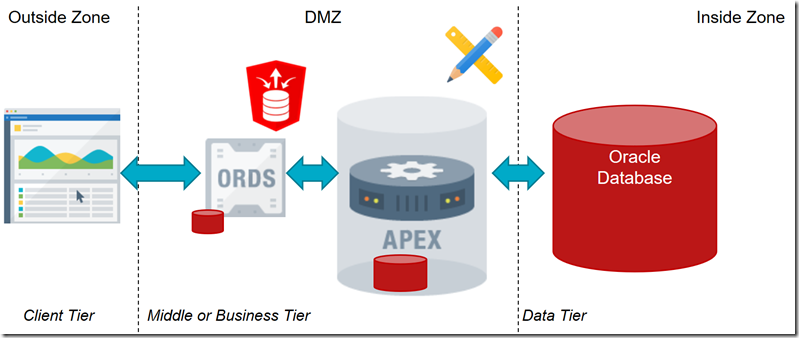 Outside Zone
DMZ
Inside Zone
ORDS
APEX
Oracle
Database
Client Tier
Middle or Business Tier
Data Tier